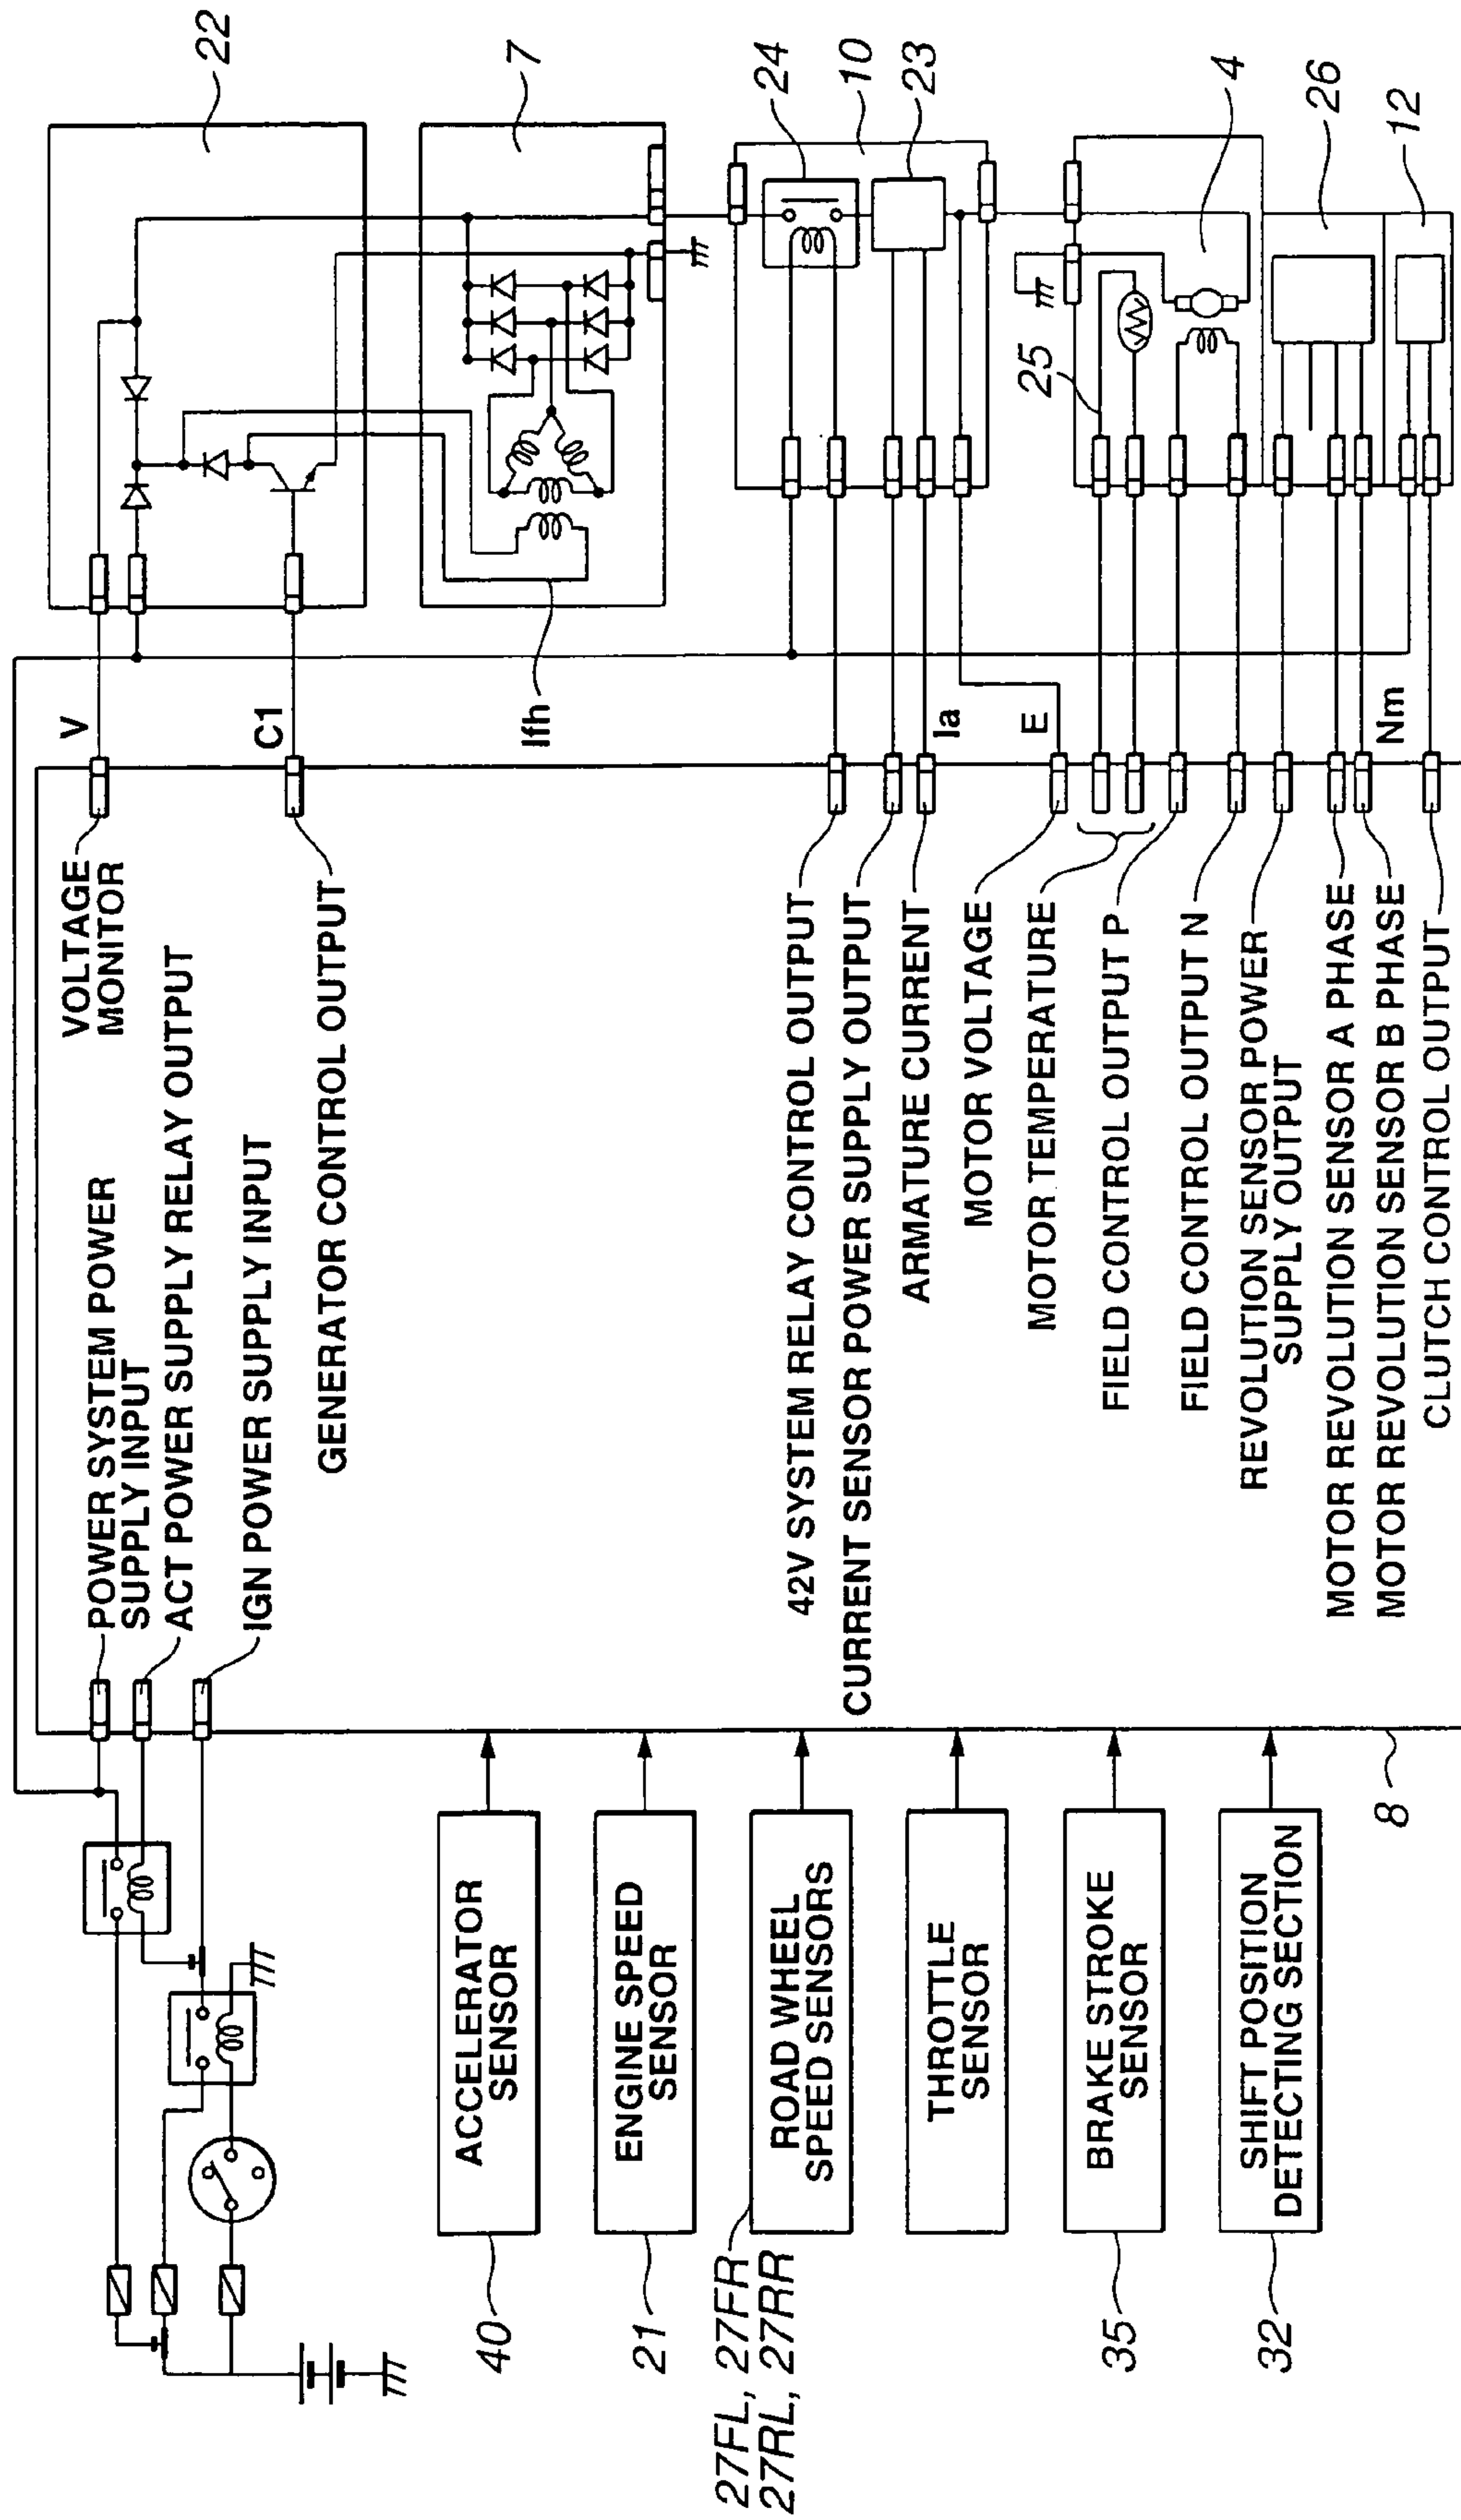 POWER SYSTEM POWER
SUPPLY INPUT
ACT POWER SUPPLY RELAY OUTPUT
IGN POWER SUPPLY INPUT
VOLTAGE
MONITOR
GENERATOR CONTROL OUTPUT
V
C1
Ifh
22
7
42V SYSTEM RELAY CONTROL OUTPUT
CURRENT SENSOR POWER SUPPLY OUTPUT
ARMATURE CURRENT
MOTOR VOLTAGE
MOTOR TEMPERATURE
FIELD CONTROL OUTPUT P
FIELD CONTROL OUTPUT N
REVOLUTION SENSOR POWER
SUPPLY OUTPUT
MOTOR REVOLUTION SENSOR A PHASE
MOTOR REVOLUTION SENSOR B PHASE
CLUTCH CONTROL OUTPUT
Ia
E
Nm
24
10
23
25
4
26
12
40
ACCELERATOR
SENSOR
21
ENGINE SPEED
SENSOR
27FL, 27FR
27RL, 27RR
ROAD WHEEL
SPEED SENSORS
THROTTLE
SENSOR
35
BRAKE STROKE
SENSOR
32
SHIFT POSITION
DETECTING SECTION
8